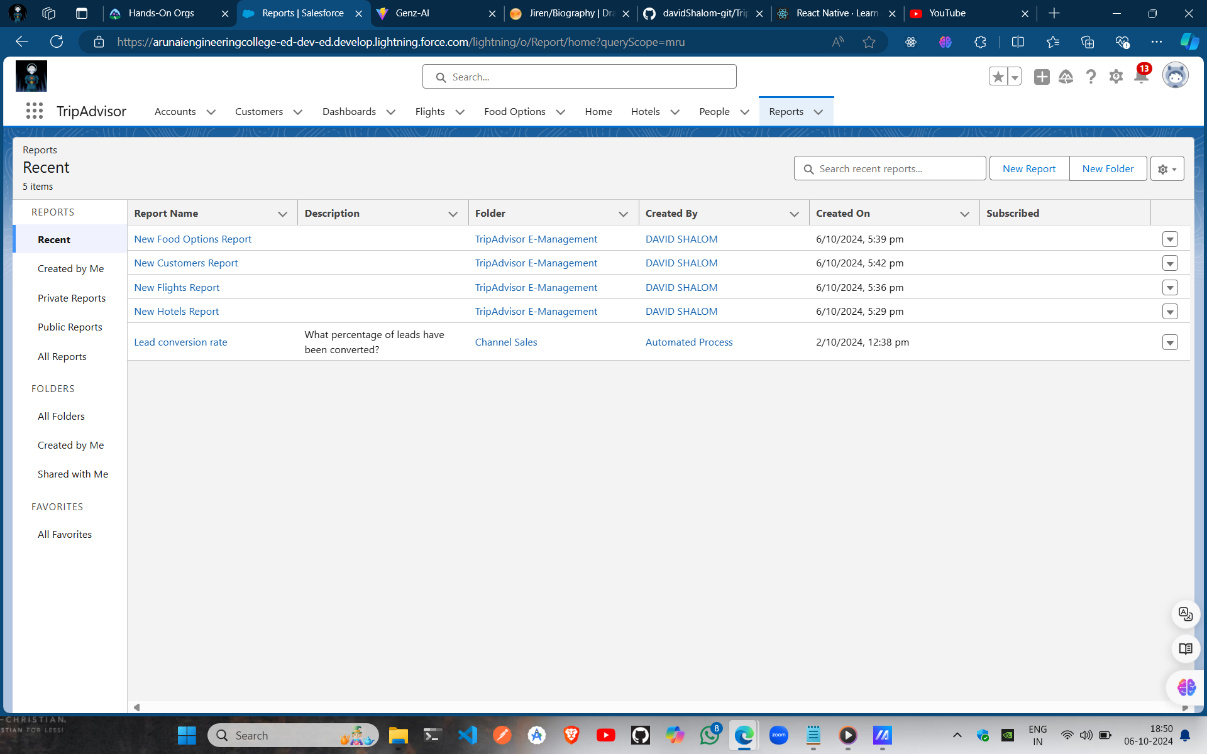 Hands-On Orgs
Reports | Salesforce
Genz-AI
Jiren/Biography | Dra
davidShalom-git/Trip
React Native · Learn
YouTube
https://arunaiengineeringcollege-ed-dev-ed.develop.lightning.force.com/lightning/o/Report/home?queryScope=mru
Search...
13
TripAdvisor
Accounts
Customers
Dashboards
Flights
Food Options
Home
Hotels
People
Reports
Reports
Recent
5 items
Search recent reports...
New Report
New Folder
REPORTS
Recent
Created by Me
Private Reports
Public Reports
All Reports
FOLDERS
All Folders
Created by Me
Shared with Me
FAVORITES
All Favorites
Report Name Description Folder Created By Created On Subscribed
New Food Options Report TripAdvisor E-Management DAVID SHALOM 6/10/2024, 5:39 pm
New Customers Report TripAdvisor E-Management DAVID SHALOM 6/10/2024, 5:42 pm
New Flights Report TripAdvisor E-Management DAVID SHALOM 6/10/2024, 5:36 pm
New Hotels Report TripAdvisor E-Management DAVID SHALOM 6/10/2024, 5:29 pm
Lead conversion rate What percentage of leads have Channel Sales Automated Process 2/10/2024, 12:38 pm
been converted?
-CHRISTIAN.
STIAN FOR LESS!
Search
8
zoom
ENG
IN
18:50
06-10-2024